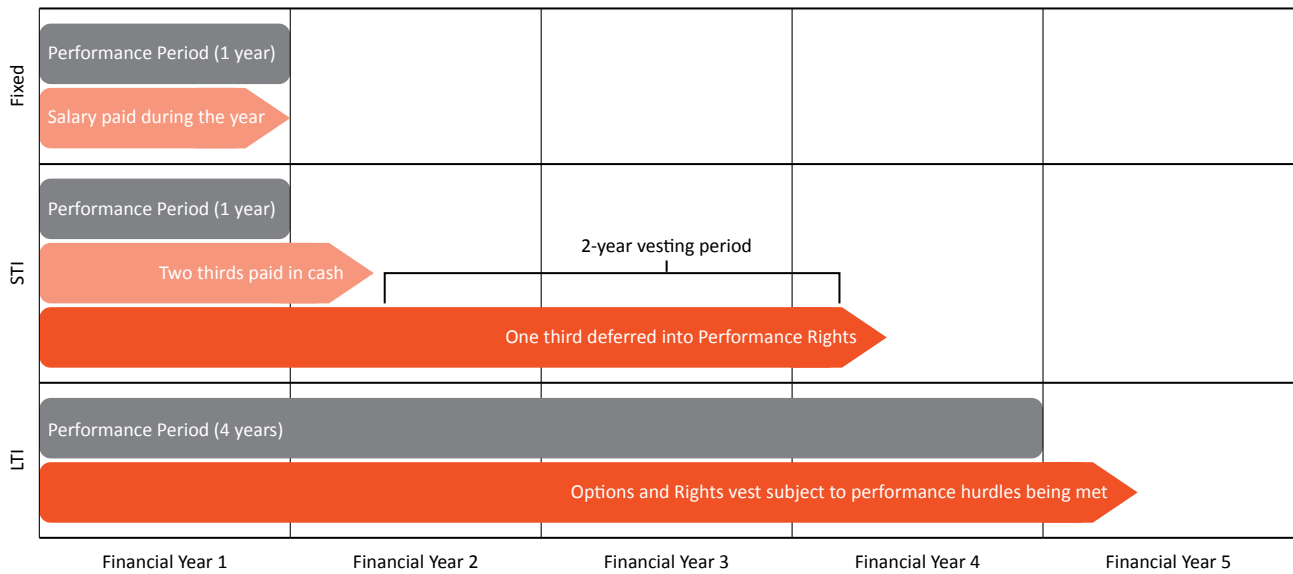 Fixed
Performance Period (1 year)
Salary paid during the year
STI
Performance Period (1 year)
2-year vesting period
Two thirds paid in cash
One third deferred into Performance Rights
LTI
Performance Period (4 years)
Options and Rights vest subject to performance hurdles being met
Financial Year 1
Financial Year 2
Financial Year 3
Financial Year 4
Financial Year 5